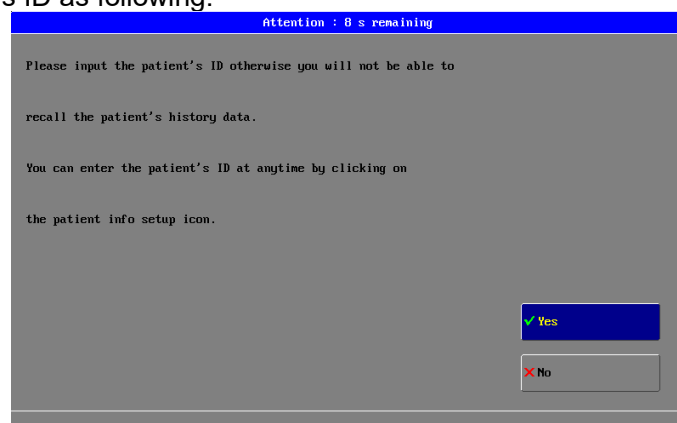 s ID as following:
Attention : 8 s remaining
Please input the patient's ID otherwise you will not be able to
recall the patient's history data.
You can enter the patient's ID at anytime by clicking on
the patient info setup icon.
Yes
No